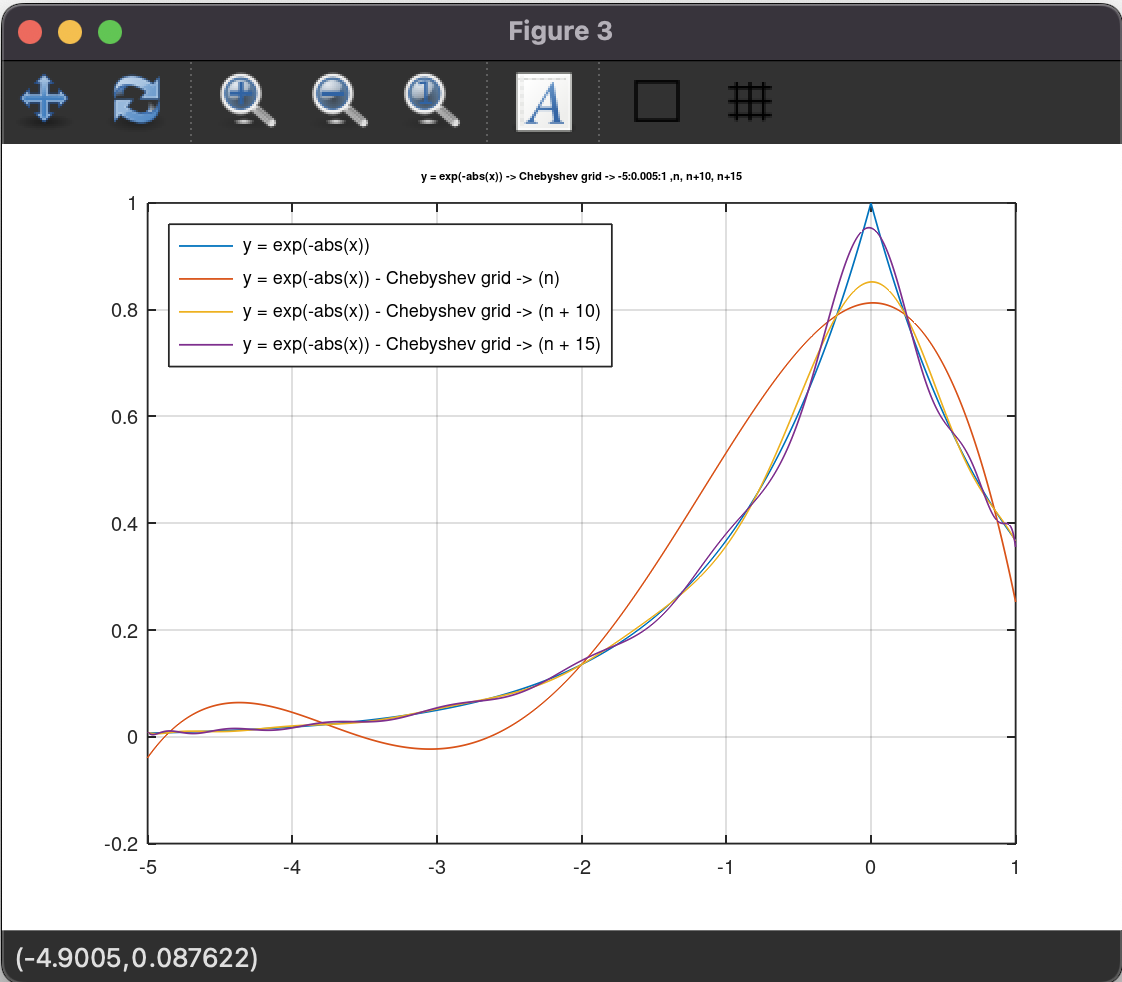 Figure 3
A
y = exp(-abs(x)) -> Chebyshev grid -> -5:0.005:1 ,n, n+10, n+15
y = exp(-abs(x))
y = exp(-abs(x)) - Chebyshev grid -> (n)
y = exp(-abs(x)) - Chebyshev grid -> (n + 10)
y = exp(-abs(x)) - Chebyshev grid -> (n + 15)
1
0.8
0.6
0.4
0.2
0
-0.2
-5 -4 -3 -2 -1 0 1
(-4.9005,0.087622)